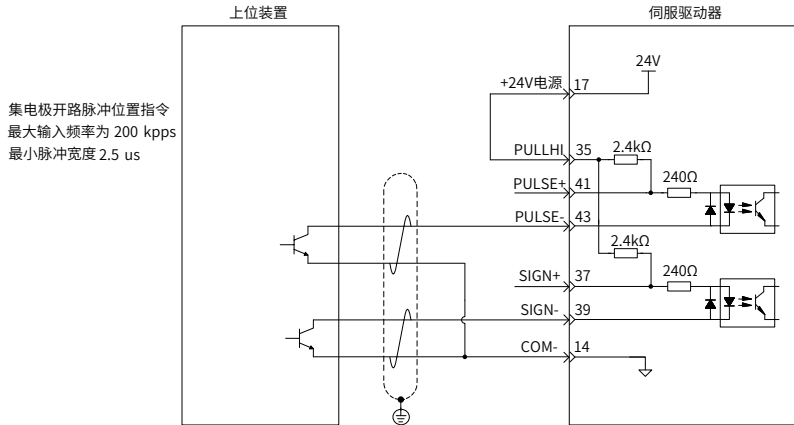 上位装置
伺服驱动器
集电极开路脉冲位置指令
最大输入频率为 200 kpps
最小脉冲宽度 2.5 us
24V
+24V电源 17
PULLHI 35 2.4kΩ
PULSE+ 41 240Ω
PULSE- 43
2.4kΩ
SIGN+ 37 240Ω
SIGN- 39
COM- 14